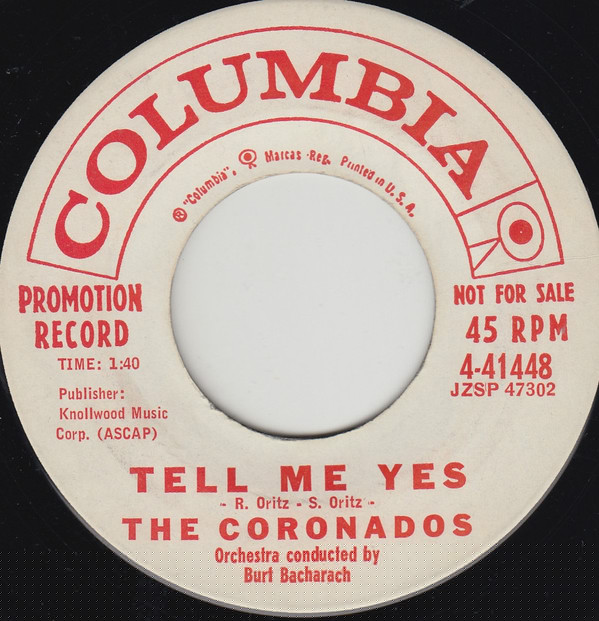 COLUMBIA
® "Columbia", Marcas Reg. Printed in U. S. A.
PROMOTION
RECORD
TIME: 1:40
Publisher:
Knollwood Music
Corp. (ASCAP)
NOT FOR SALE
45 RPM
4-41448
JZSP 47302
TELL ME YES
- R. Oritz - S. Oritz -
THE CORONADOS
Orchestra conducted by
Burt Bacharach